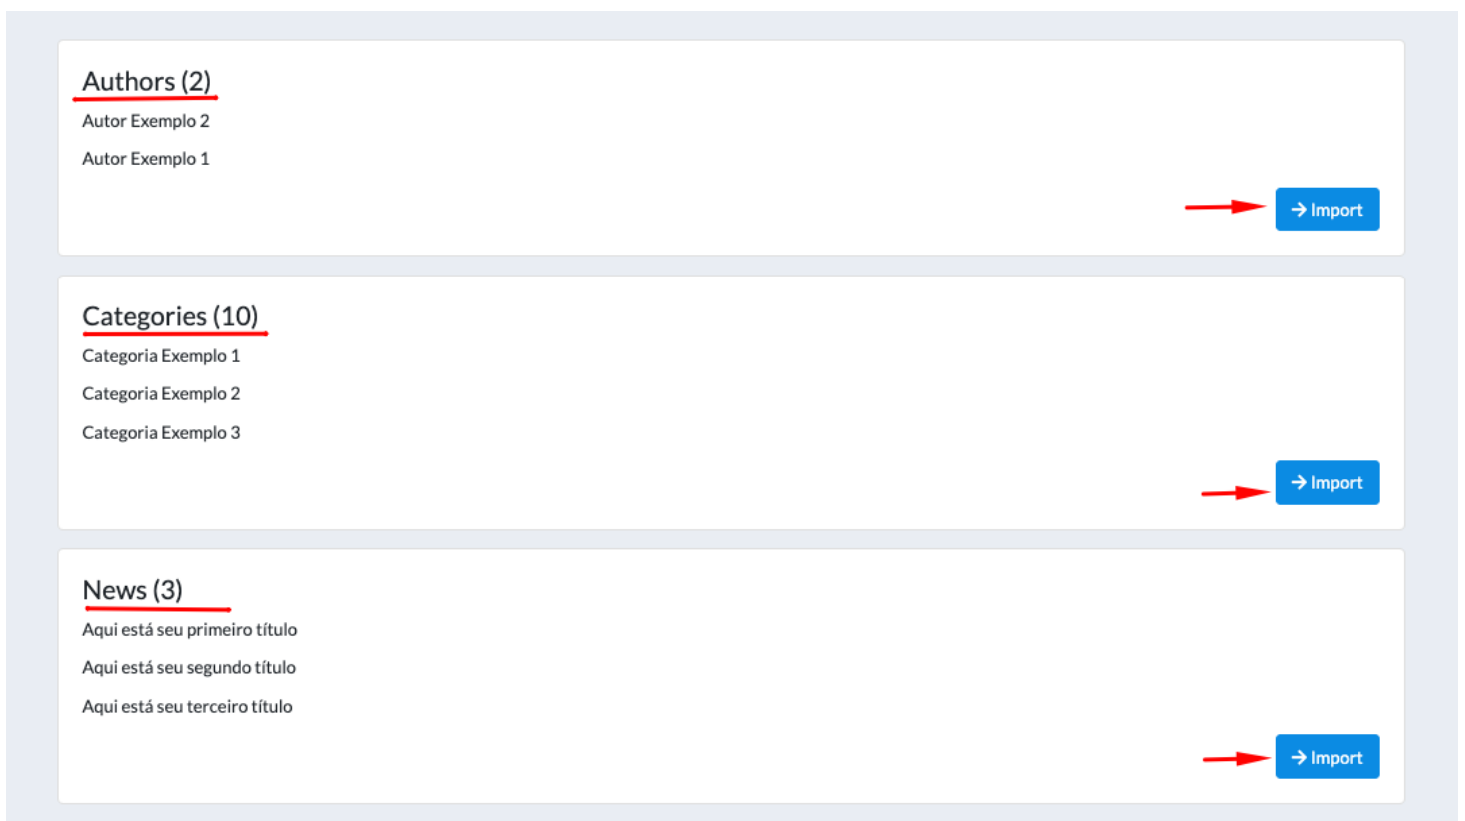 Authors (2)
Autor Exemplo 2
Autor Exemplo 1
Import
Categories (10)
Categoria Exemplo 1
Categoria Exemplo 2
Categoria Exemplo 3
Import
News (3)
Aqui está seu primeiro título
Aqui está seu segundo título
Aqui está seu terceiro título
Import